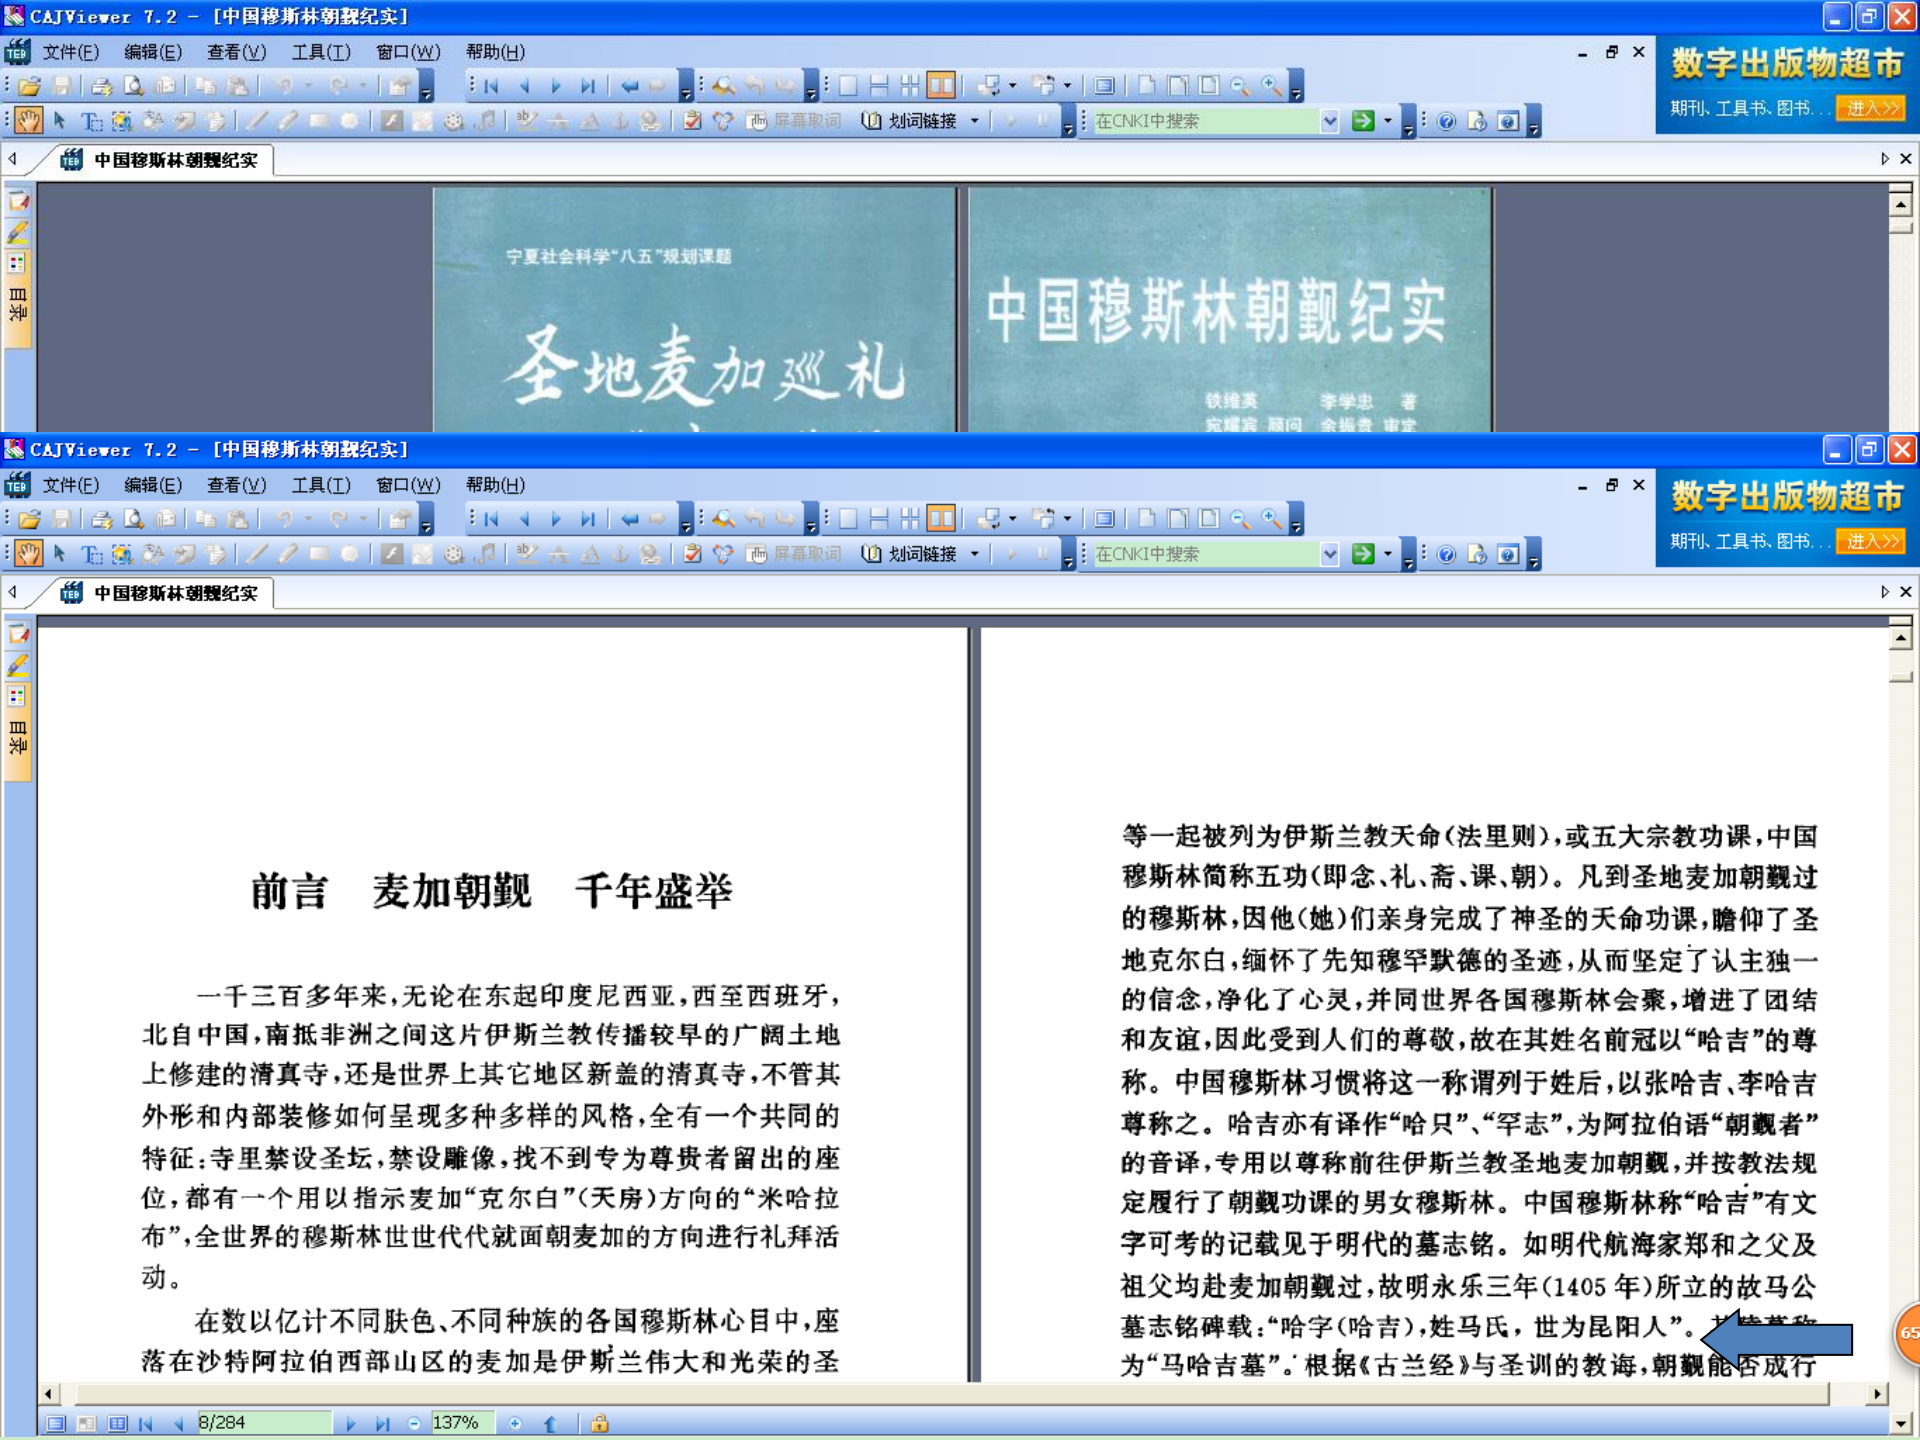 CAJViewer 7.2 - [中国穆斯林朝觐纪实]
文件(F) 编辑(E) 查看(V) 工具(T) 窗口(W) 帮助(H)
数字出版物超市
期刊、工具书、图书... 进入>>
屏幕取词 划词链接 在CNKI中搜索
中国穆斯林朝觐纪实
目录
宁夏社会科学“八五”规划课题
圣地麦加巡礼
中国穆斯林朝觐纪实
铁维英 李学忠 著
宛耀宾 顾问 余振贵 审定
CAJViewer 7.2 - [中国穆斯林朝觐纪实]
文件(F) 编辑(E) 查看(V) 工具(T) 窗口(W) 帮助(H)
数字出版物超市
期刊、工具书、图书... 进入>>
屏幕取词 划词链接 在CNKI中搜索
中国穆斯林朝觐纪实
目录
前言 麦加朝觐 千年盛举
一千三百多年来,无论在东起印度尼西亚,西至西班牙,
北自中国,南抵非洲之间这片伊斯兰教传播较早的广阔土地
上修建的清真寺,还是世界上其它地区新盖的清真寺,不管其
外形和内部装修如何呈现多种多样的风格,全有一个共同的
特征:寺里禁设圣坛,禁设雕像,找不到专为尊贵者留出的座
位,都有一个用以指示麦加“克尔白”(天房)方向的“米哈拉
布”,全世界的穆斯林世世代代就面朝麦加的方向进行礼拜活
动。
在数以亿计不同肤色、不同种族的各国穆斯林心目中,座
落在沙特阿拉伯西部山区的麦加是伊斯兰伟大和光荣的圣
等一起被列为伊斯兰教天命(法里则),或五大宗教功课,中国
穆斯林简称五功(即念、礼、斋、课、朝)。凡到圣地麦加朝觐过
的穆斯林,因他(她)们亲身完成了神圣的天命功课,瞻仰了圣
地克尔白,缅怀了先知穆罕默德的圣迹,从而坚定了认主独一
的信念,净化了心灵,并同世界各国穆斯林会聚,增进了团结
和友谊,因此受到人们的尊敬,故在其姓名前冠以“哈吉”的尊
称。中国穆斯林习惯将这一称谓列于姓后,以张哈吉、李哈吉
尊称之。哈吉亦有译作“哈只”、“罕志”,为阿拉伯语“朝觐者”
的音译,专用以尊称前往伊斯兰教圣地麦加朝觐,并按教法规
定履行了朝觐功课的男女穆斯林。中国穆斯林称“哈吉”有文
字可考的记载见于明代的墓志铭。如明代航海家郑和之父及
祖父均赴麦加朝觐过,故明永乐三年(1405 年)所立的故马公
墓志铭碑载:“哈字(哈吉),姓马氏,世为昆阳人”。
为“马哈吉墓”。根据《古兰经》与圣训的教诲,朝觐能否成行
65
8/284 137%